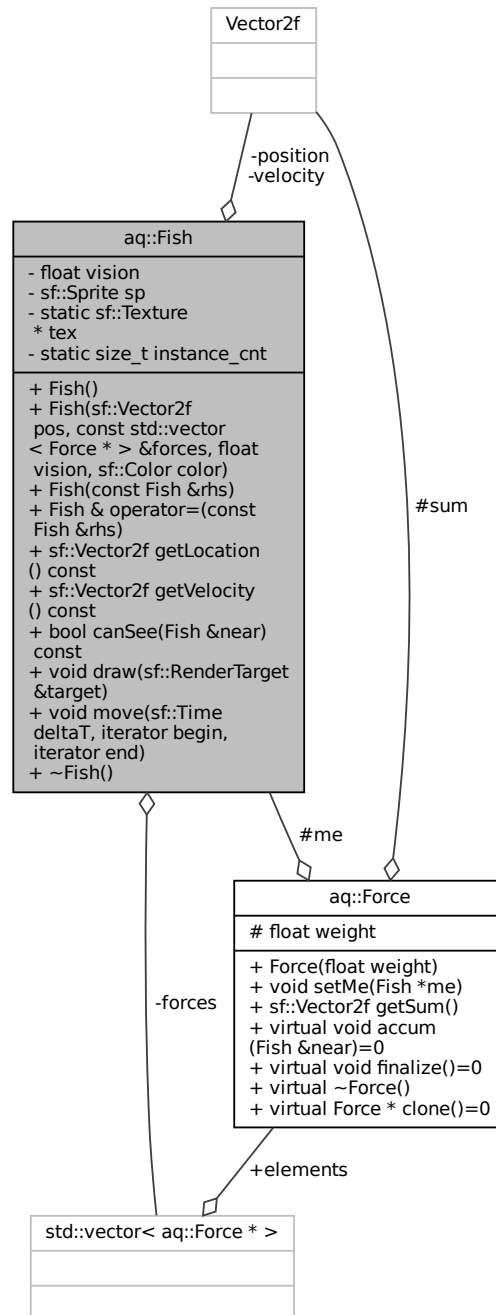 Vector2f
-position
-velocity
aq::Fish
- float vision
- sf::Sprite sp
- static sf::Texture
* tex
- static size_t instance_cnt
+ Fish()
+ Fish(sf::Vector2f
pos, const std::vector
< Force * > &forces, float
vision, sf::Color color)
+ Fish(const Fish &rhs)
+ Fish & operator=(const
Fish &rhs)
+ sf::Vector2f getLocation
() const
+ sf::Vector2f getVelocity
() const
+ bool canSee(Fish &near)
const
+ void draw(sf::RenderTarget
&target)
+ void move(sf::Time
deltaT, iterator begin,
iterator end)
+ ~Fish()
#sum
#me
aq::Force
# float weight
+ Force(float weight)
+ void setMe(Fish *me)
+ sf::Vector2f getSum()
+ virtual void accum
(Fish &near)=0
+ virtual void finalize()=0
+ virtual ~Force()
+ virtual Force * clone()=0
-forces
+elements
std::vector< aq::Force * >